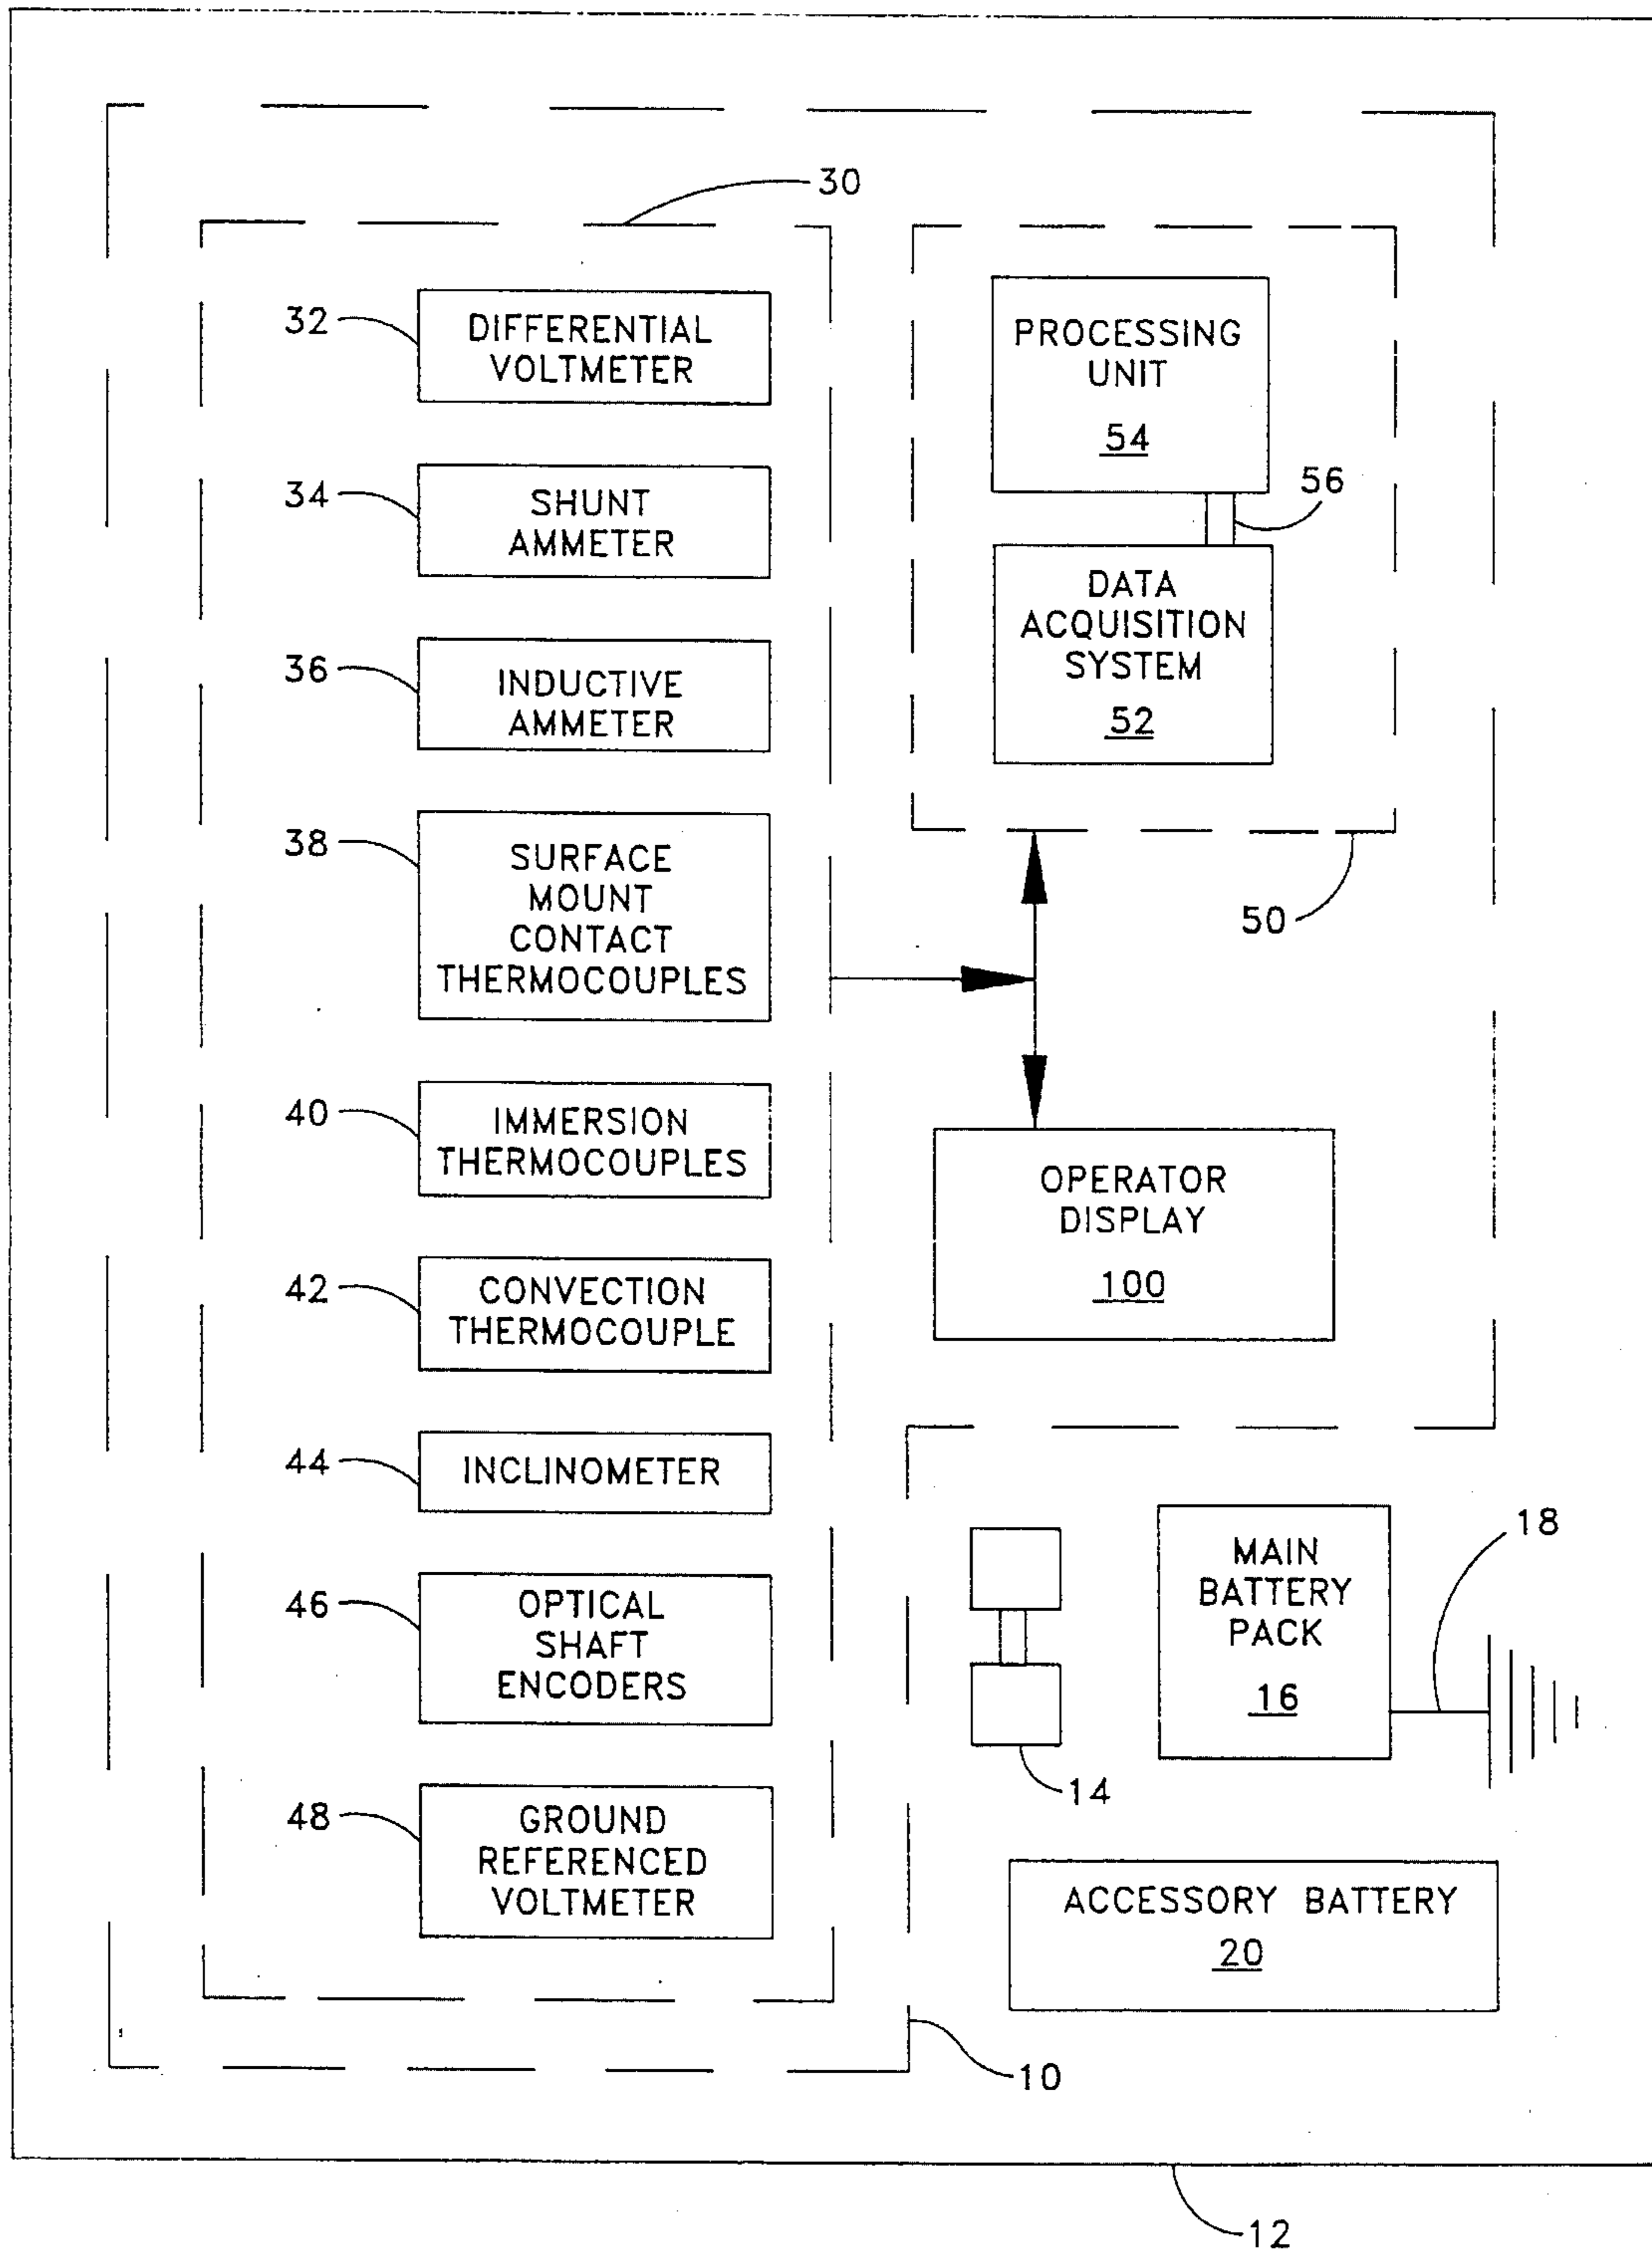 30
32
DIFFERENTIAL
VOLTMETER
34
SHUNT
AMMETER
36
INDUCTIVE
AMMETER
38
SURFACE
MOUNT
CONTACT
THERMOCOUPLES
40
IMMERSION
THERMOCOUPLES
42
CONVECTION
THERMOCOUPLE
44
INCLINOMETER
46
OPTICAL
SHAFT
ENCODERS
48
GROUND
REFERENCED
VOLTMETER
PROCESSING
UNIT
54
56
DATA
ACQUISITION
SYSTEM
52
50
OPERATOR
DISPLAY
100
18
MAIN
BATTERY
PACK
16
14
ACCESSORY BATTERY
20
10
12